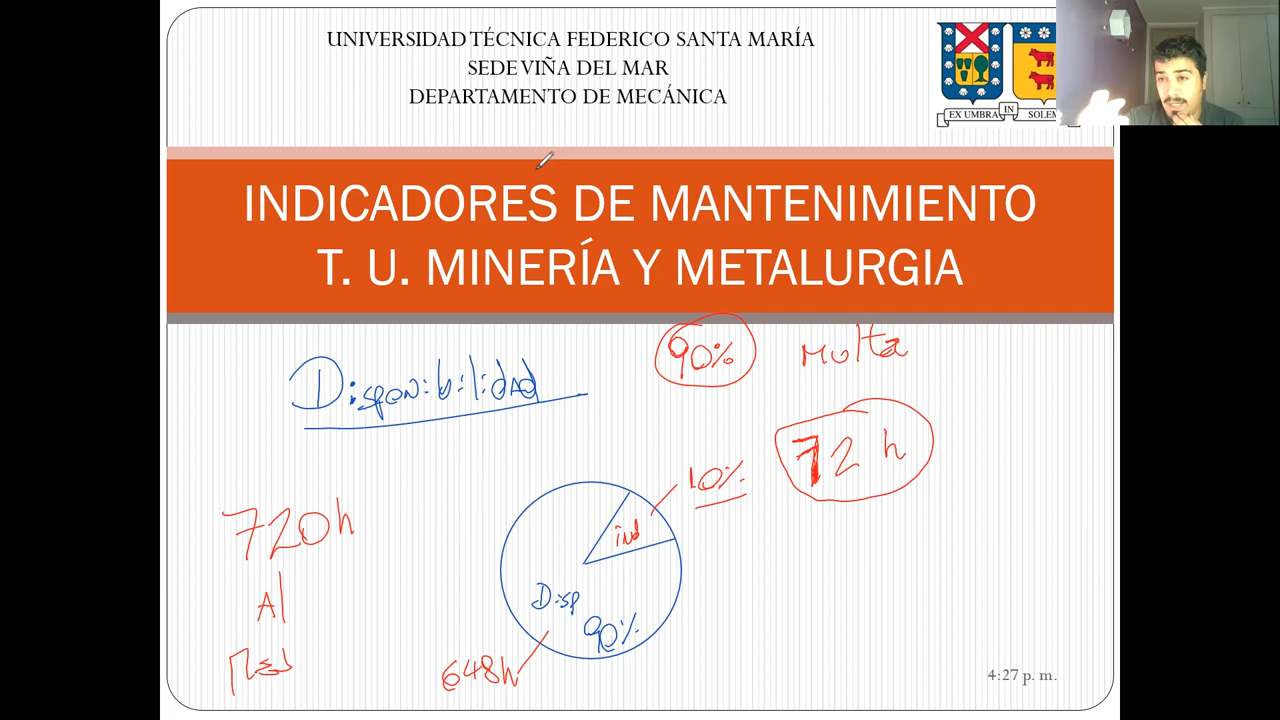 UNIVERSIDAD TÉCNICA FEDERICO SANTA MARÍA
SEDE VIÑA DEL MAR
DEPARTAMENTO DE MECÁNICA
EX UMBRA IN SOLEM
INDICADORES DE MANTENIMIENTO
T. U. MINERÍA Y METALURGIA
90% Multa
Disponibilidad
72 h
10%
720h
ind
Al
Disp
90%
Mes
648h
4:27 p. m.